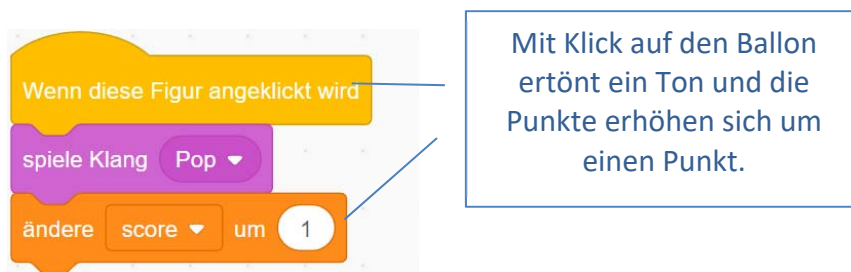 Wenn diese Figur angeklickt wird
spiele Klang Pop
ändere score um 1
Mit Klick auf den Ballon
ertönt ein Ton und die
Punkte erhöhen sich um
einen Punkt.